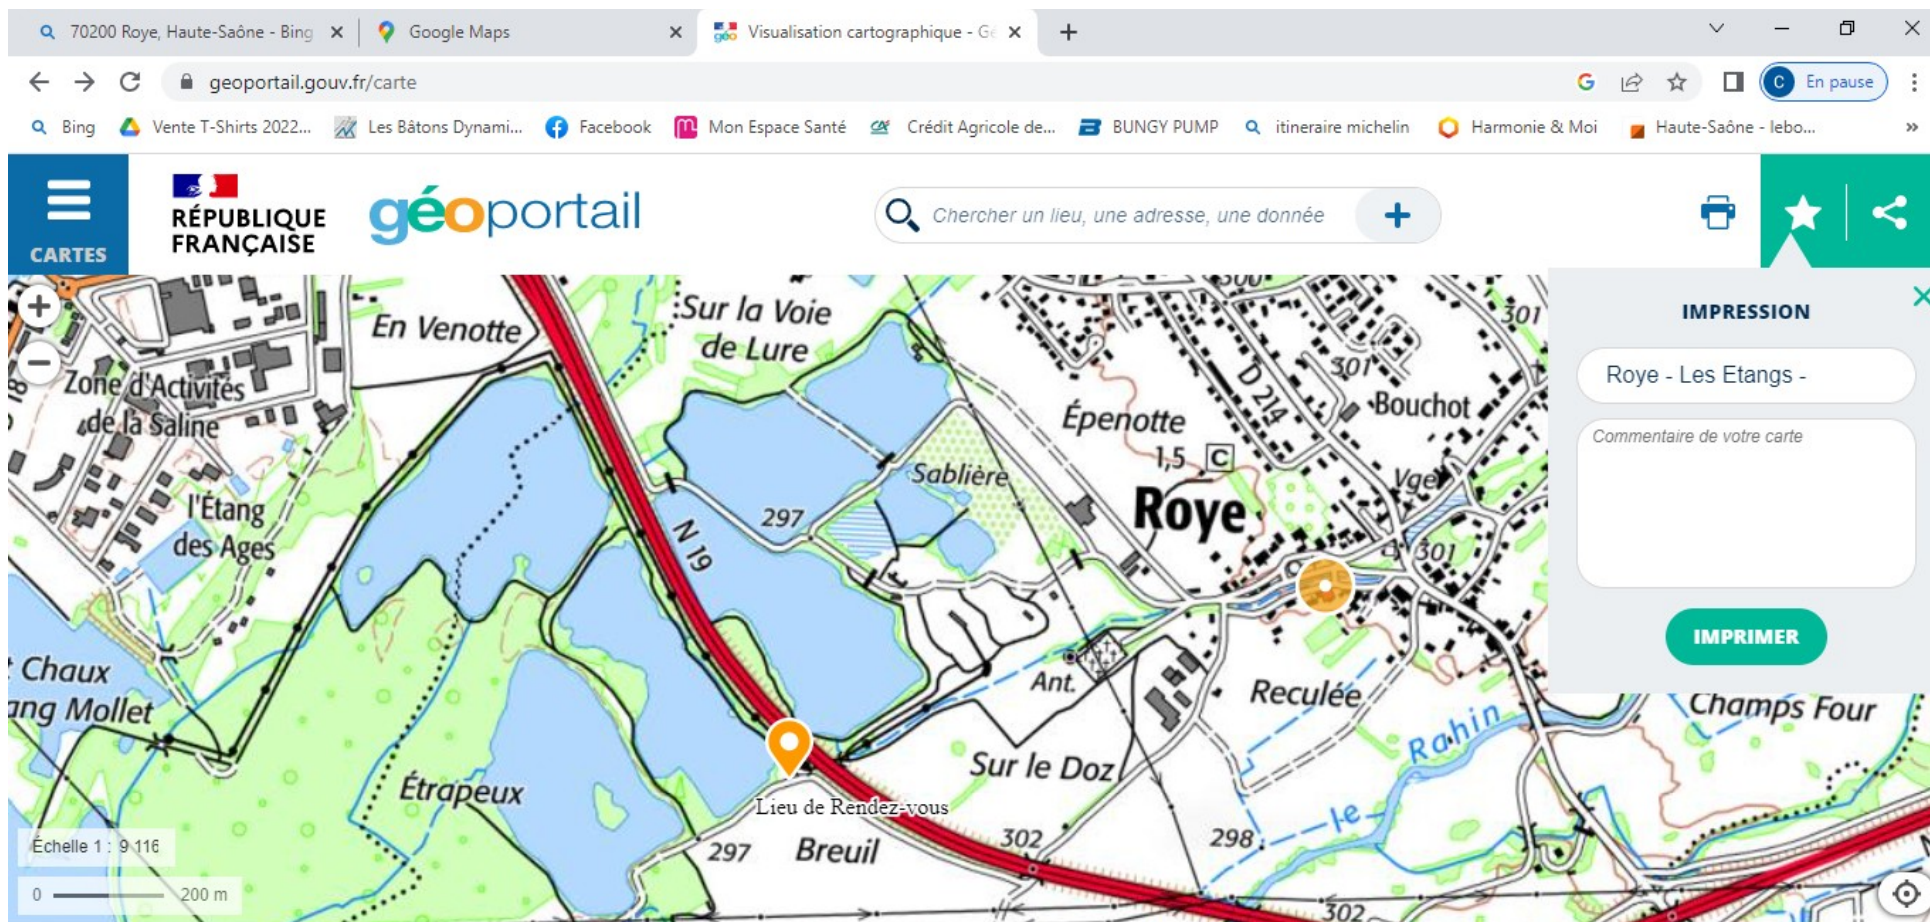 70200 Roye, Haute-Saône - Bing
Google Maps
Visualisation cartographique - Gé
geoportail.gouv.fr/carte
C
En pause
Bing
Vente T-Shirts 2022...
Les Bâtons Dynami...
Facebook
Mon Espace Santé
Crédit Agricole de...
BUNGY PUMP
itineraire michelin
Harmonie & Moi
Haute-Saône - lebo...
»
CARTES
RÉPUBLIQUE
FRANÇAISE
géoportail
Chercher un lieu, une adresse, une donnée
IMPRESSION
Roye - Les Etangs -
Commentaire de votre carte
IMPRIMER
En Venotte
Sur la Voie
de Lure
300
301
Zone d'Activités
de la Saline
18
301
D 214
Bouchot
Épenotte
1,5 C
Sablière
Vge
Roye
l'Étang
des Ages
297
N 19
301
Chaux
ang Mollet
Ant.
Reculée
Champs Four
Rahin
le
Sur le Doz
Étrapeux
Lieu de Rendez-vous
297
Breuil
302
298
302
Échelle 1 : 9 116
0
200 m